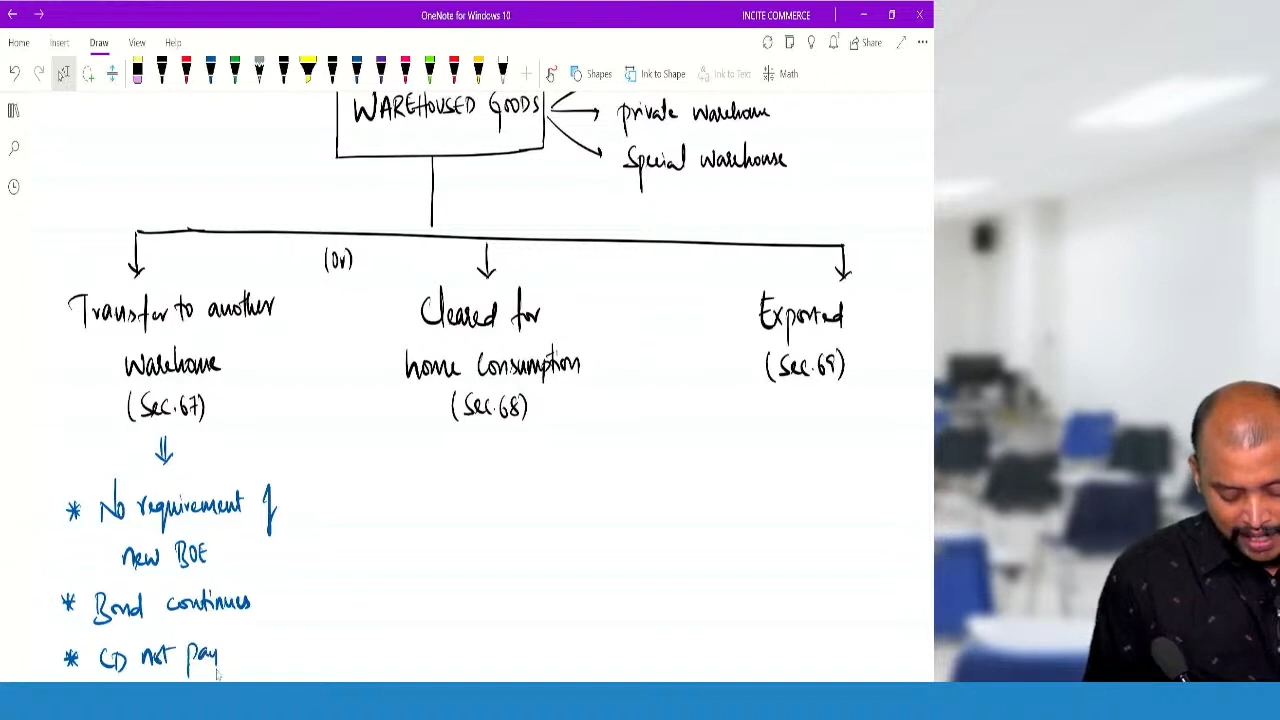 OneNote for Windows 10
INCITE COMMERCE
Home Insert Draw View Help
Share
Shapes Ink to Shape Ink to Text Math
WAREHOUSED GOODS
private warehouse
Special warehouse
(Or)
Transfer to another
warehouse
(Sec.67)
Cleared for
home consumption
(Sec.68)
Exported
(Sec.69)
* No requirement of
new BOE
* Bond continues
* CD not pay